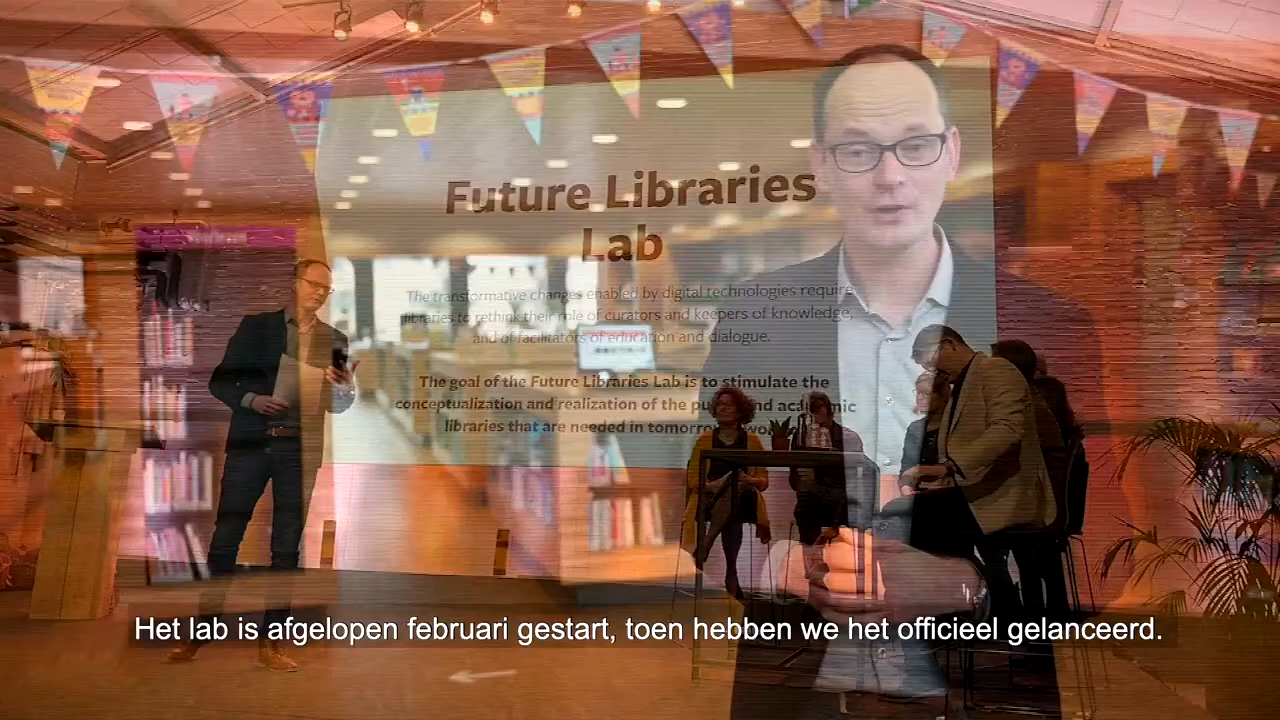 Future Libraries
Lab
The transformative changes enabled by digital technologies require
libraries to rethink their role of curators and keepers of knowledge,
and of facilitators of education and dialogue.
The goal of the Future Libraries Lab is to stimulate the
conceptualization and realization of the and
libraries that are needed in
Het lab is afgelopen februari gestart, toen hebben we het officieel gelanceerd.